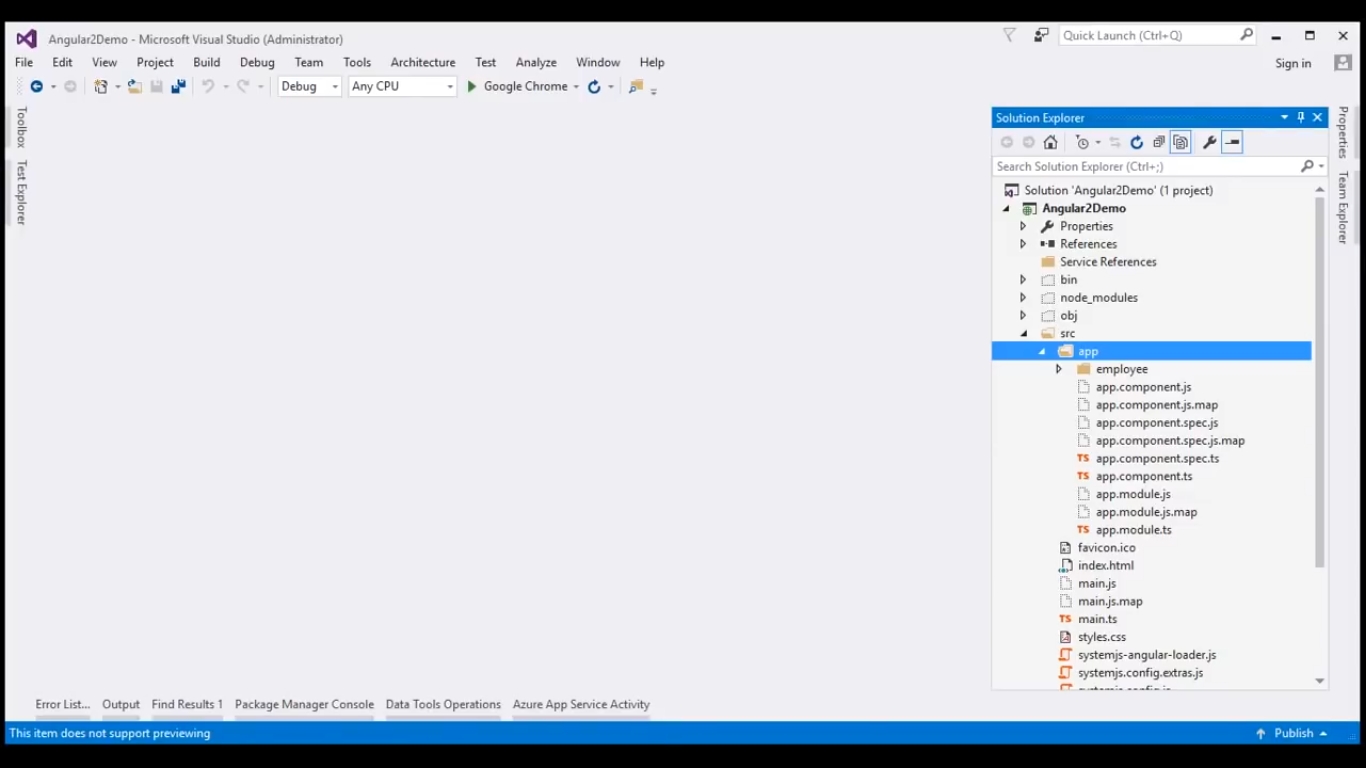 Angular2Demo - Microsoft Visual Studio (Administrator)
Quick Launch (Ctrl+Q)
File Edit View Project Build Debug Team Tools Architecture Test Analyze Window Help
Sign in
Debug Any CPU Google Chrome
Toolbox
Test Explorer
Solution Explorer
Search Solution Explorer (Ctrl+;)
Solution 'Angular2Demo' (1 project)
Angular2Demo
Properties
References
Service References
bin
node_modules
obj
src
app
employee
app.component.js
app.component.js.map
app.component.spec.js
app.component.spec.js.map
TS app.component.spec.ts
TS app.component.ts
app.module.js
app.module.js.map
TS app.module.ts
favicon.ico
index.html
main.js
main.js.map
TS main.ts
styles.css
systemjs-angular-loader.js
systemjs.config.extras.js
Properties
Team Explorer
Error List... Output Find Results 1 Package Manager Console Data Tools Operations Azure App Service Activity
This item does not support previewing
Publish